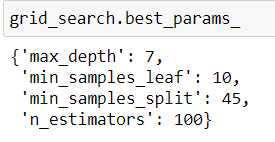 grid_search.best_params_
{'max_depth': 7,
'min_samples_leaf': 10,
'min_samples_split': 45,
'n_estimators': 100}